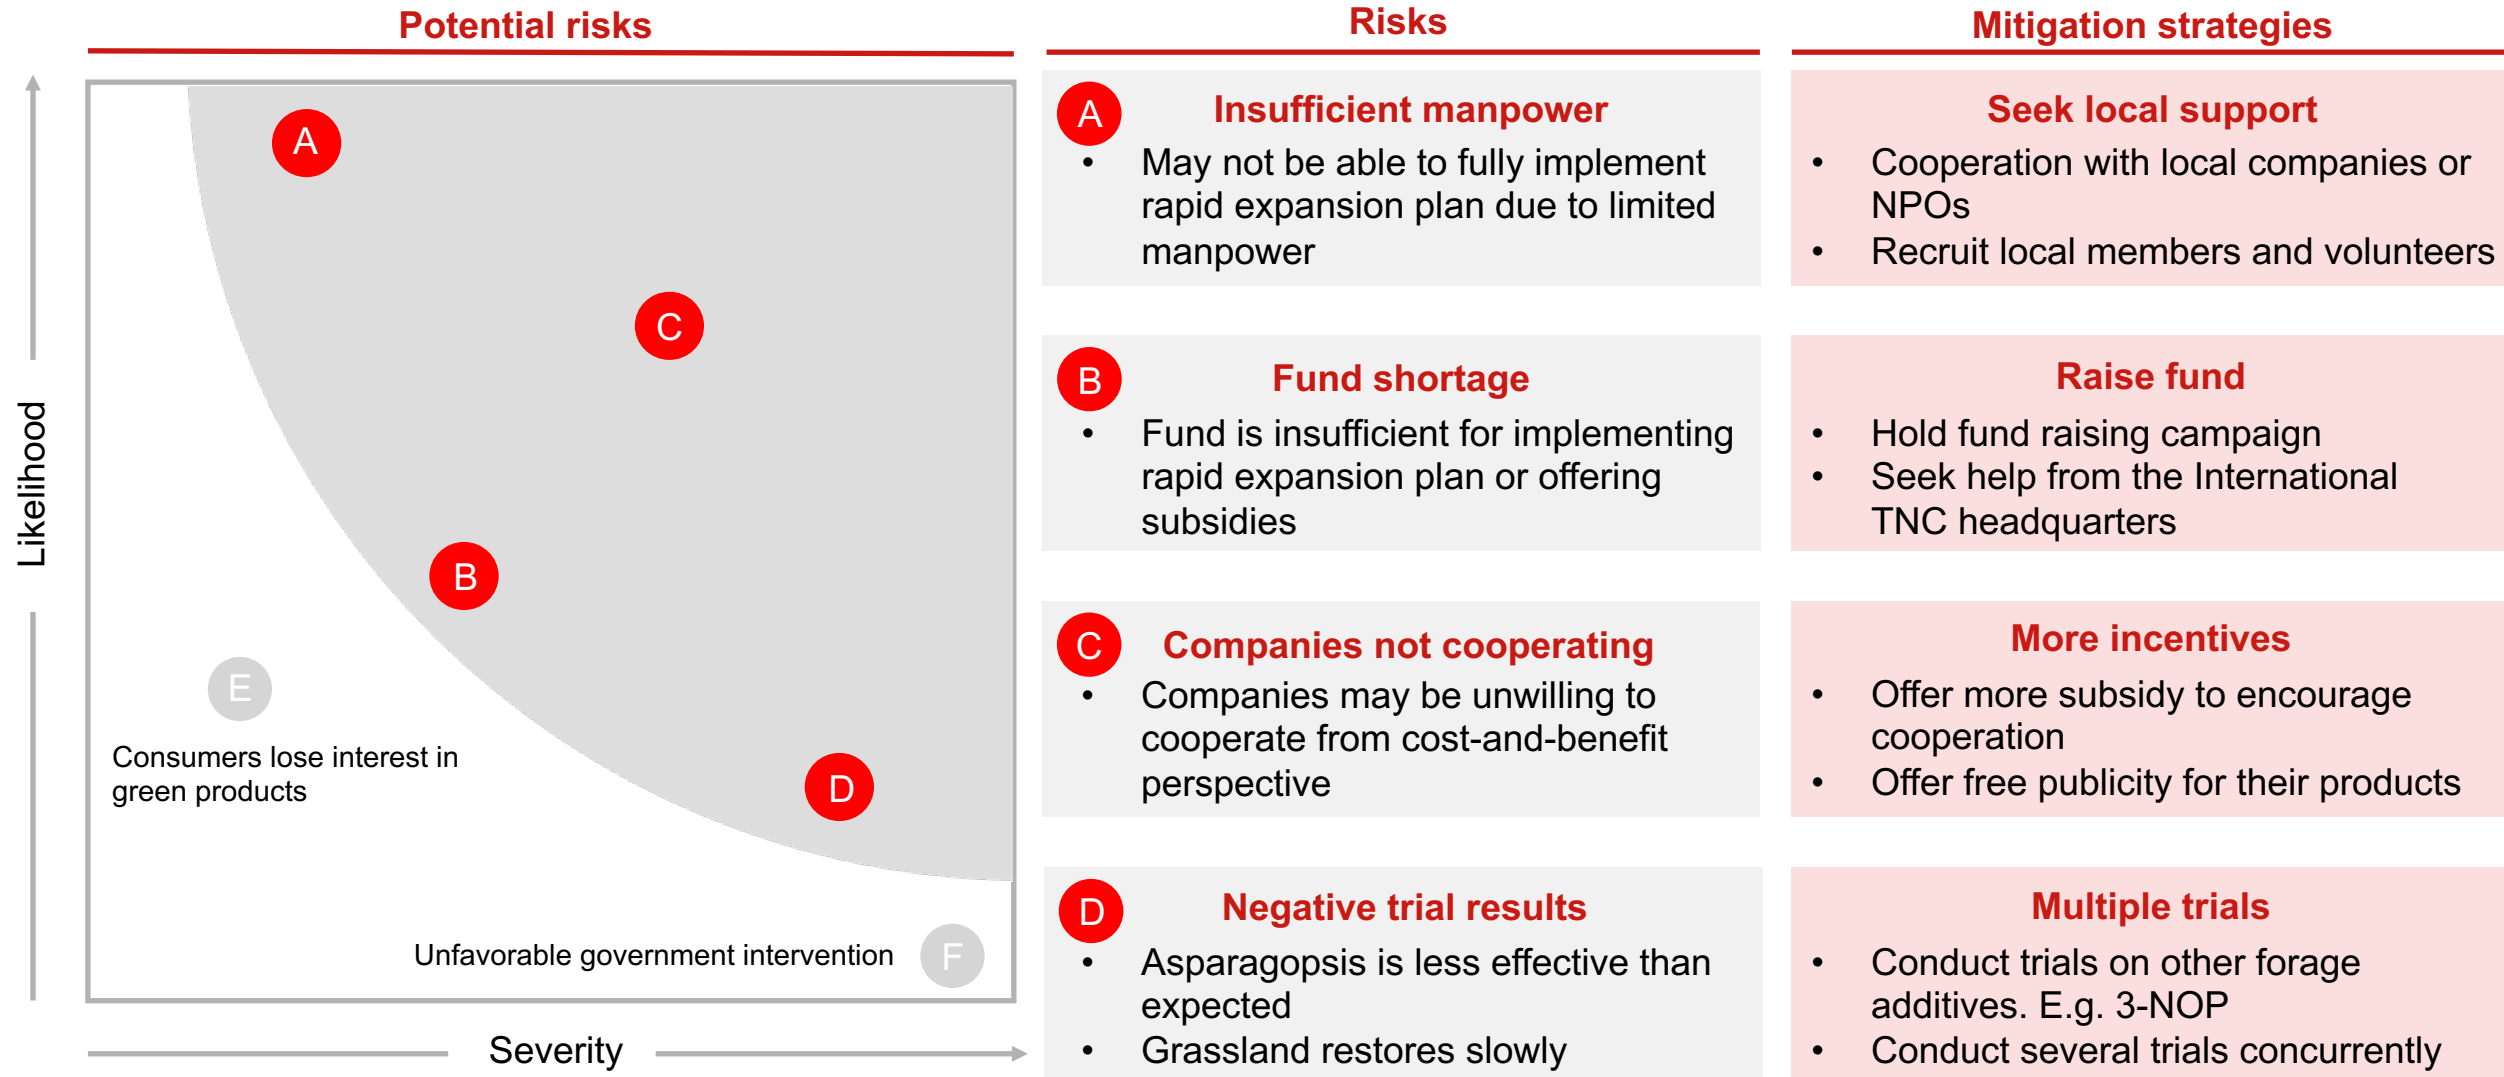 Potential risks
Risks
Mitigation strategies
Likelihood
A
C
B
E
Consumers lose interest in
green products
D
Unfavorable government intervention
F
Severity
A
Insufficient manpower
• May not be able to fully implement
rapid expansion plan due to limited
manpower
Seek local support
• Cooperation with local companies or
NPOs
• Recruit local members and volunteers
B
Fund shortage
• Fund is insufficient for implementing
rapid expansion plan or offering
subsidies
Raise fund
• Hold fund raising campaign
• Seek help from the International
TNC headquarters
C
Companies not cooperating
• Companies may be unwilling to
cooperate from cost-and-benefit
perspective
More incentives
• Offer more subsidy to encourage
cooperation
• Offer free publicity for their products
D
Negative trial results
• Asparagopsis is less effective than
expected
• Grassland restores slowly
Multiple trials
• Conduct trials on other forage
additives. E.g. 3-NOP
• Conduct several trials concurrently